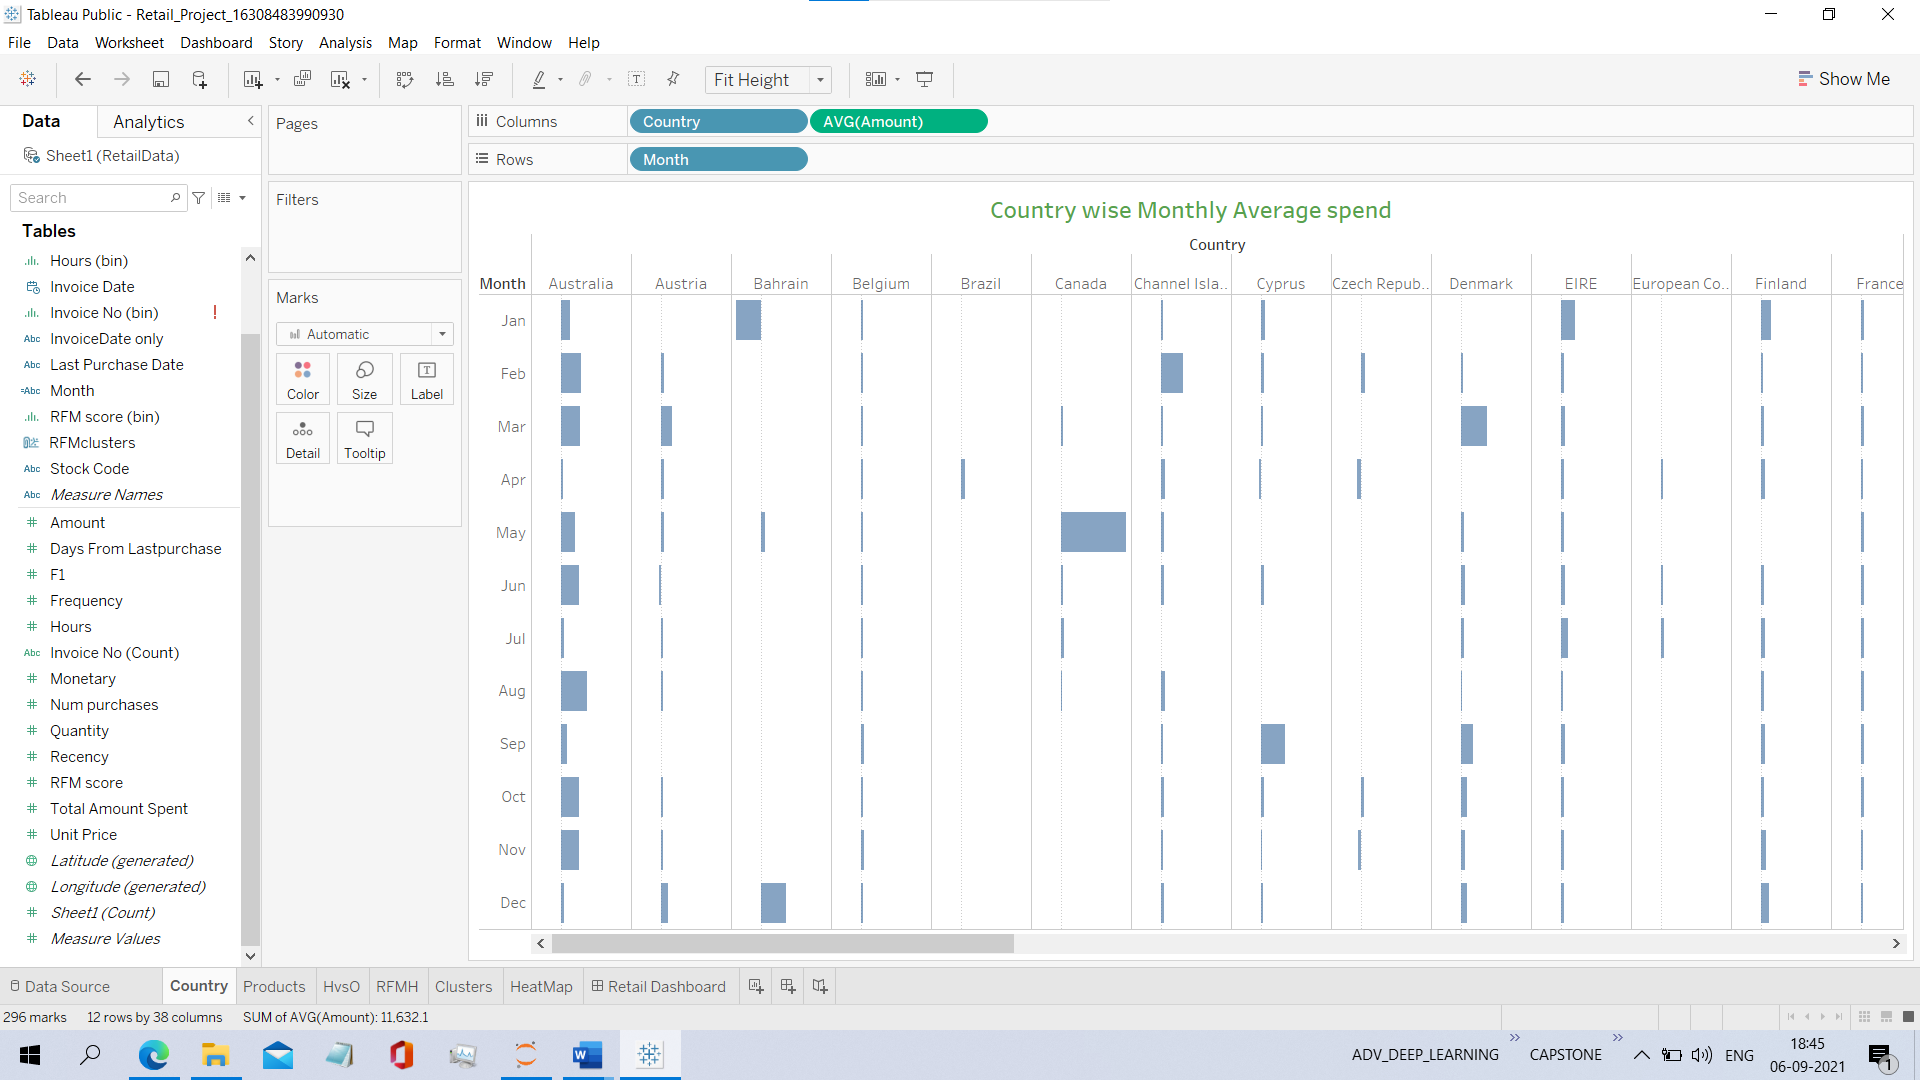 Tableau Public - Retail_Project_16308483990930
File Data Worksheet Dashboard Story Analysis Map Format Window Help
Fit Height
Show Me
Data Analytics
Sheet1 (RetailData)
Search
Tables
Hours (bin)
Invoice Date
Invoice No (bin) !
Abc InvoiceDate only
Abc Last Purchase Date
=Abc Month
RFM score (bin)
RFMclusters
Abc Stock Code
Abc Measure Names
# Amount
# Days From Lastpurchase
# F1
# Frequency
# Hours
Abc Invoice No (Count)
# Monetary
# Num purchases
# Quantity
# Recency
# RFM score
# Total Amount Spent
# Unit Price
Latitude (generated)
Longitude (generated)
# Sheet1 (Count)
# Measure Values
Pages
Filters
Marks
Automatic
Color Size Label
Detail Tooltip
Columns Country AVG(Amount)
Rows Month
Country wise Monthly Average spend
Country
Month Australia Austria Bahrain Belgium Brazil Canada Channel Isla.. Cyprus Czech Repub.. Denmark EIRE European Co.. Finland France
Jan
Feb
Mar
Apr
May
Jun
Jul
Aug
Sep
Oct
Nov
Dec
Data Source Country Products HvsO RFMH Clusters HeatMap Retail Dashboard
296 marks 12 rows by 38 columns SUM of AVG(Amount): 11,632.1
ADV_DEEP_LEARNING CAPSTONE ENG
18:45
06-09-2021
1